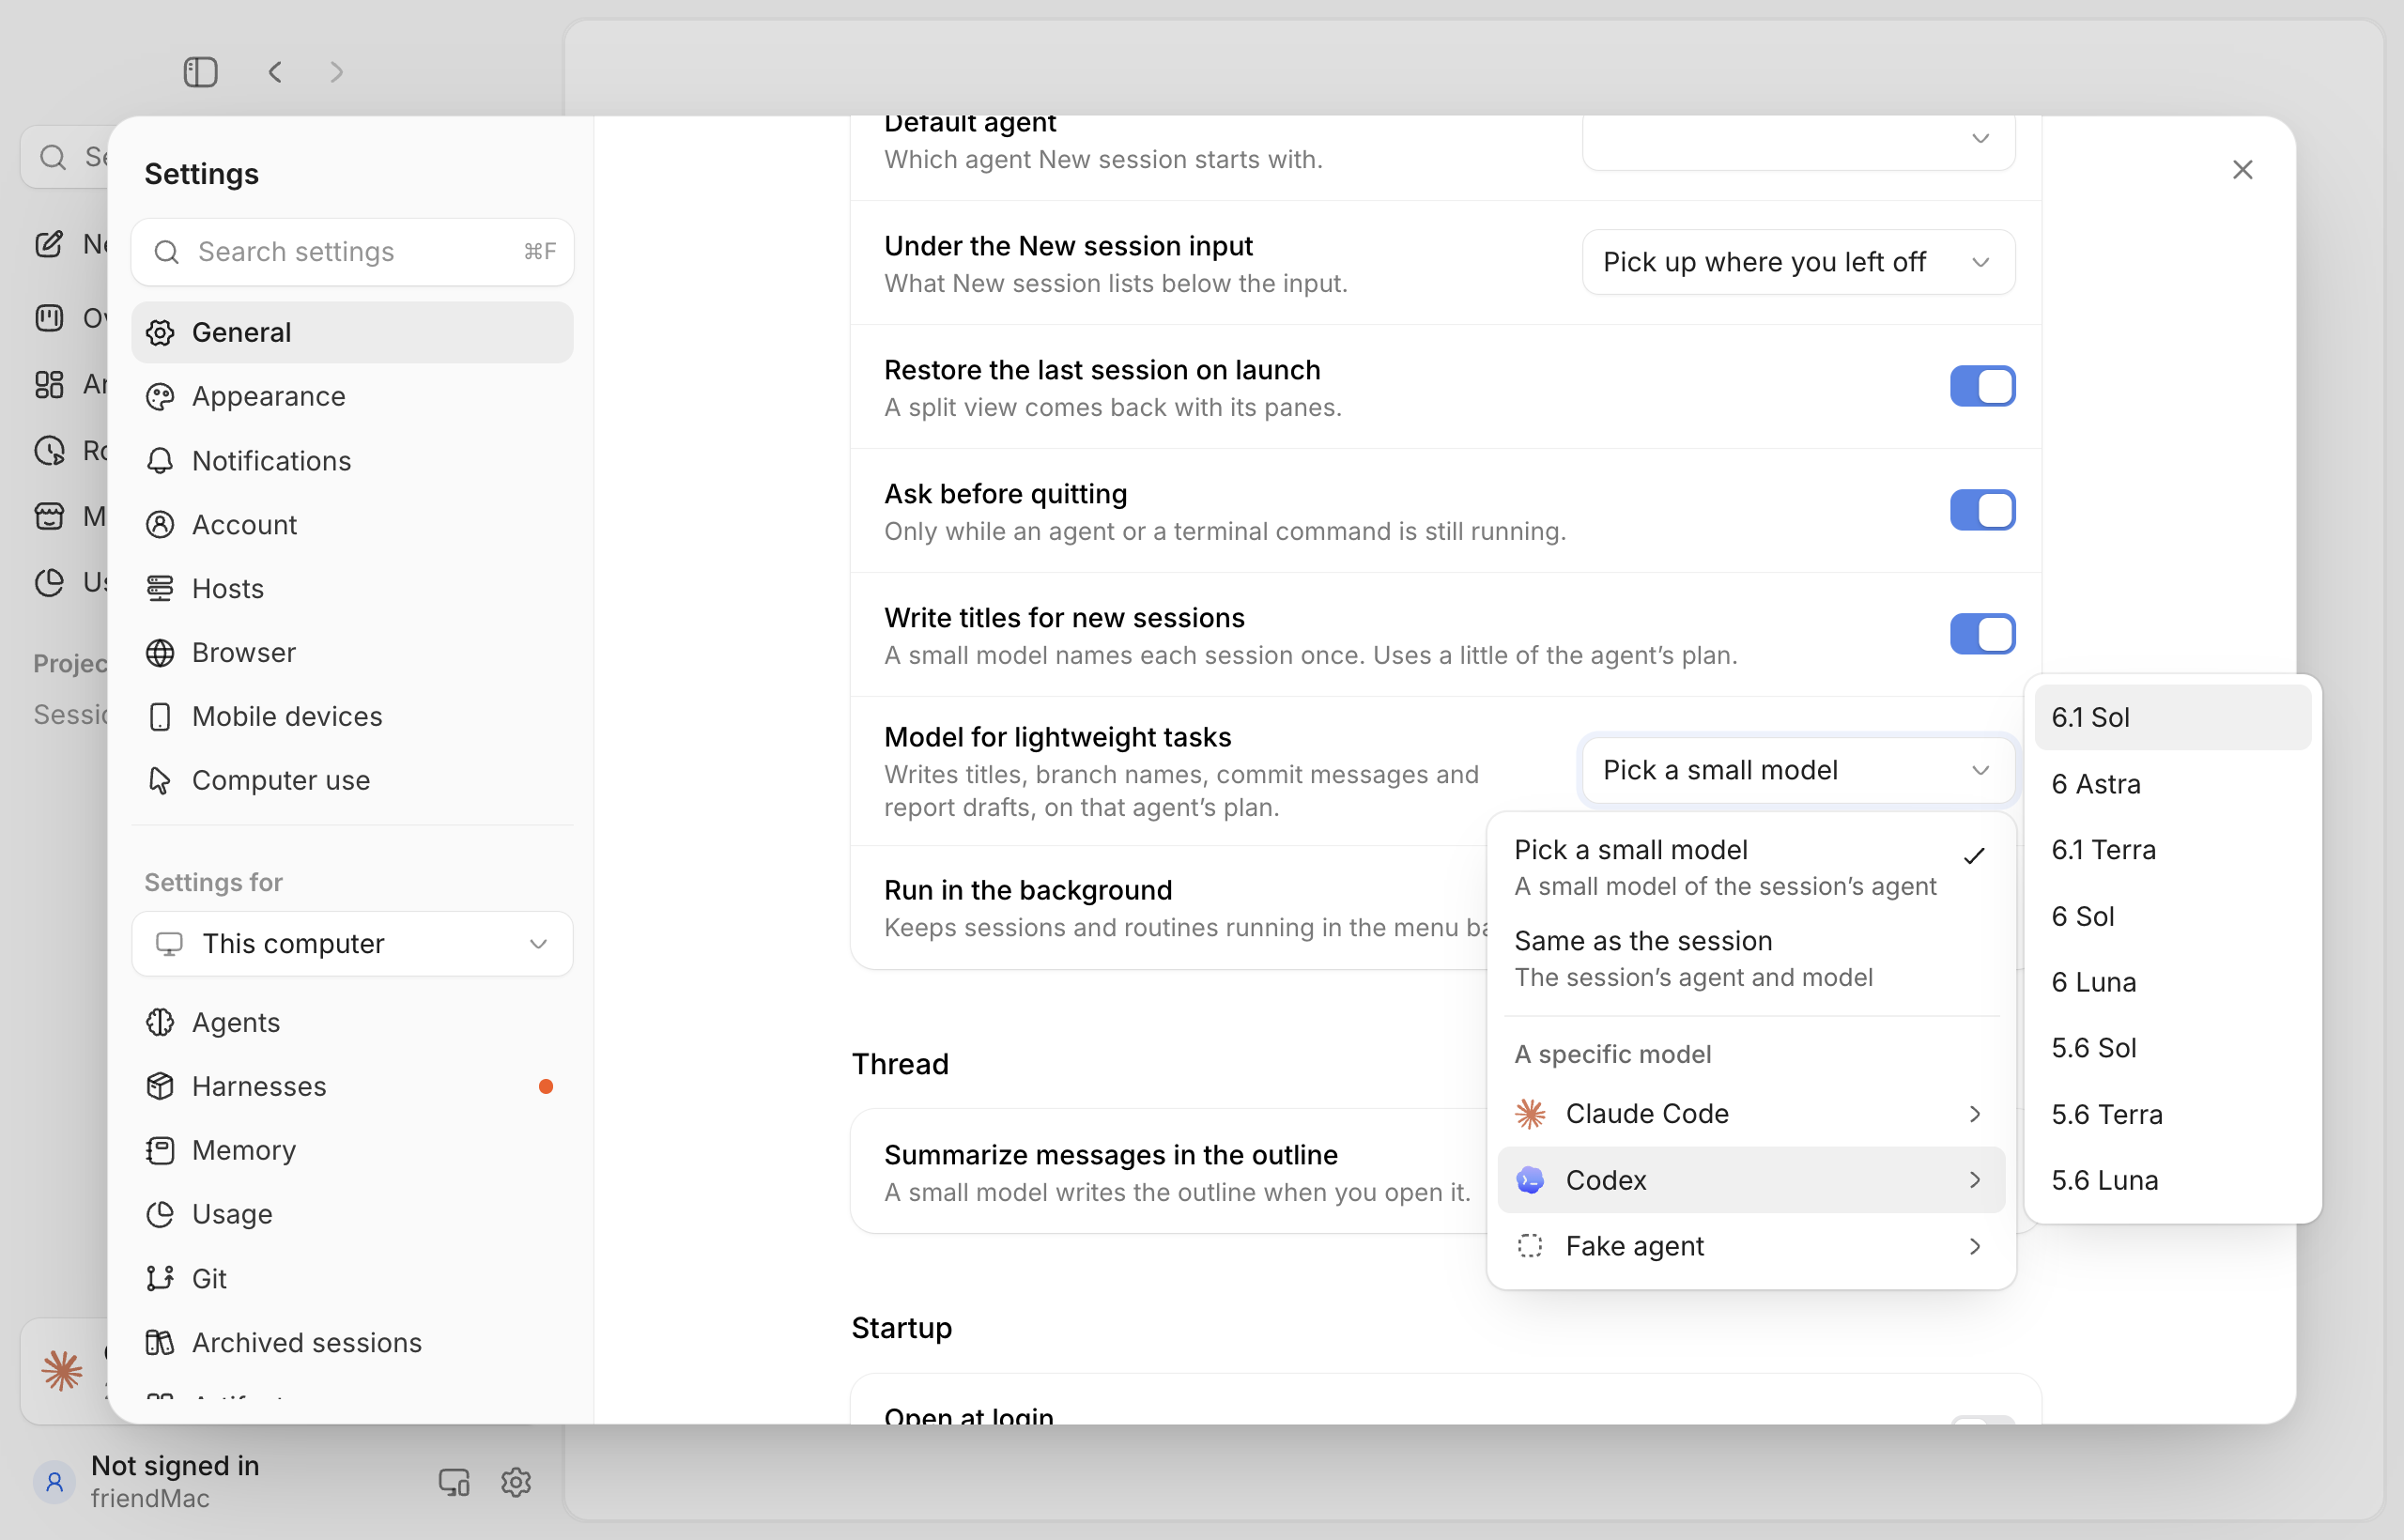 Settings
Search settings
⌘F
General
Appearance
Notifications
Account
Hosts
Browser
Mobile devices
Computer use
Settings for
This computer
Agents
Harnesses
Memory
Usage
Git
Archived sessions
Not signed in
friendMac
Default agent
Which agent New session starts with.
Under the New session input
What New session lists below the input.
Pick up where you left off
Restore the last session on launch
A split view comes back with its panes.
Ask before quitting
Only while an agent or a terminal command is still running.
Write titles for new sessions
A small model names each session once. Uses a little of the agent’s plan.
Model for lightweight tasks
Writes titles, branch names, commit messages and
report drafts, on that agent’s plan.
Pick a small model
Run in the background
Keeps sessions and routines running in the menu
Pick a small model
A small model of the session’s agent
Same as the session
The session’s agent and model
A specific model
Claude Code
Codex
Fake agent
6.1 Sol
6 Astra
6.1 Terra
6 Sol
6 Luna
5.6 Sol
5.6 Terra
5.6 Luna
Thread
Summarize messages in the outline
A small model writes the outline when you open it.
Startup
Open at login